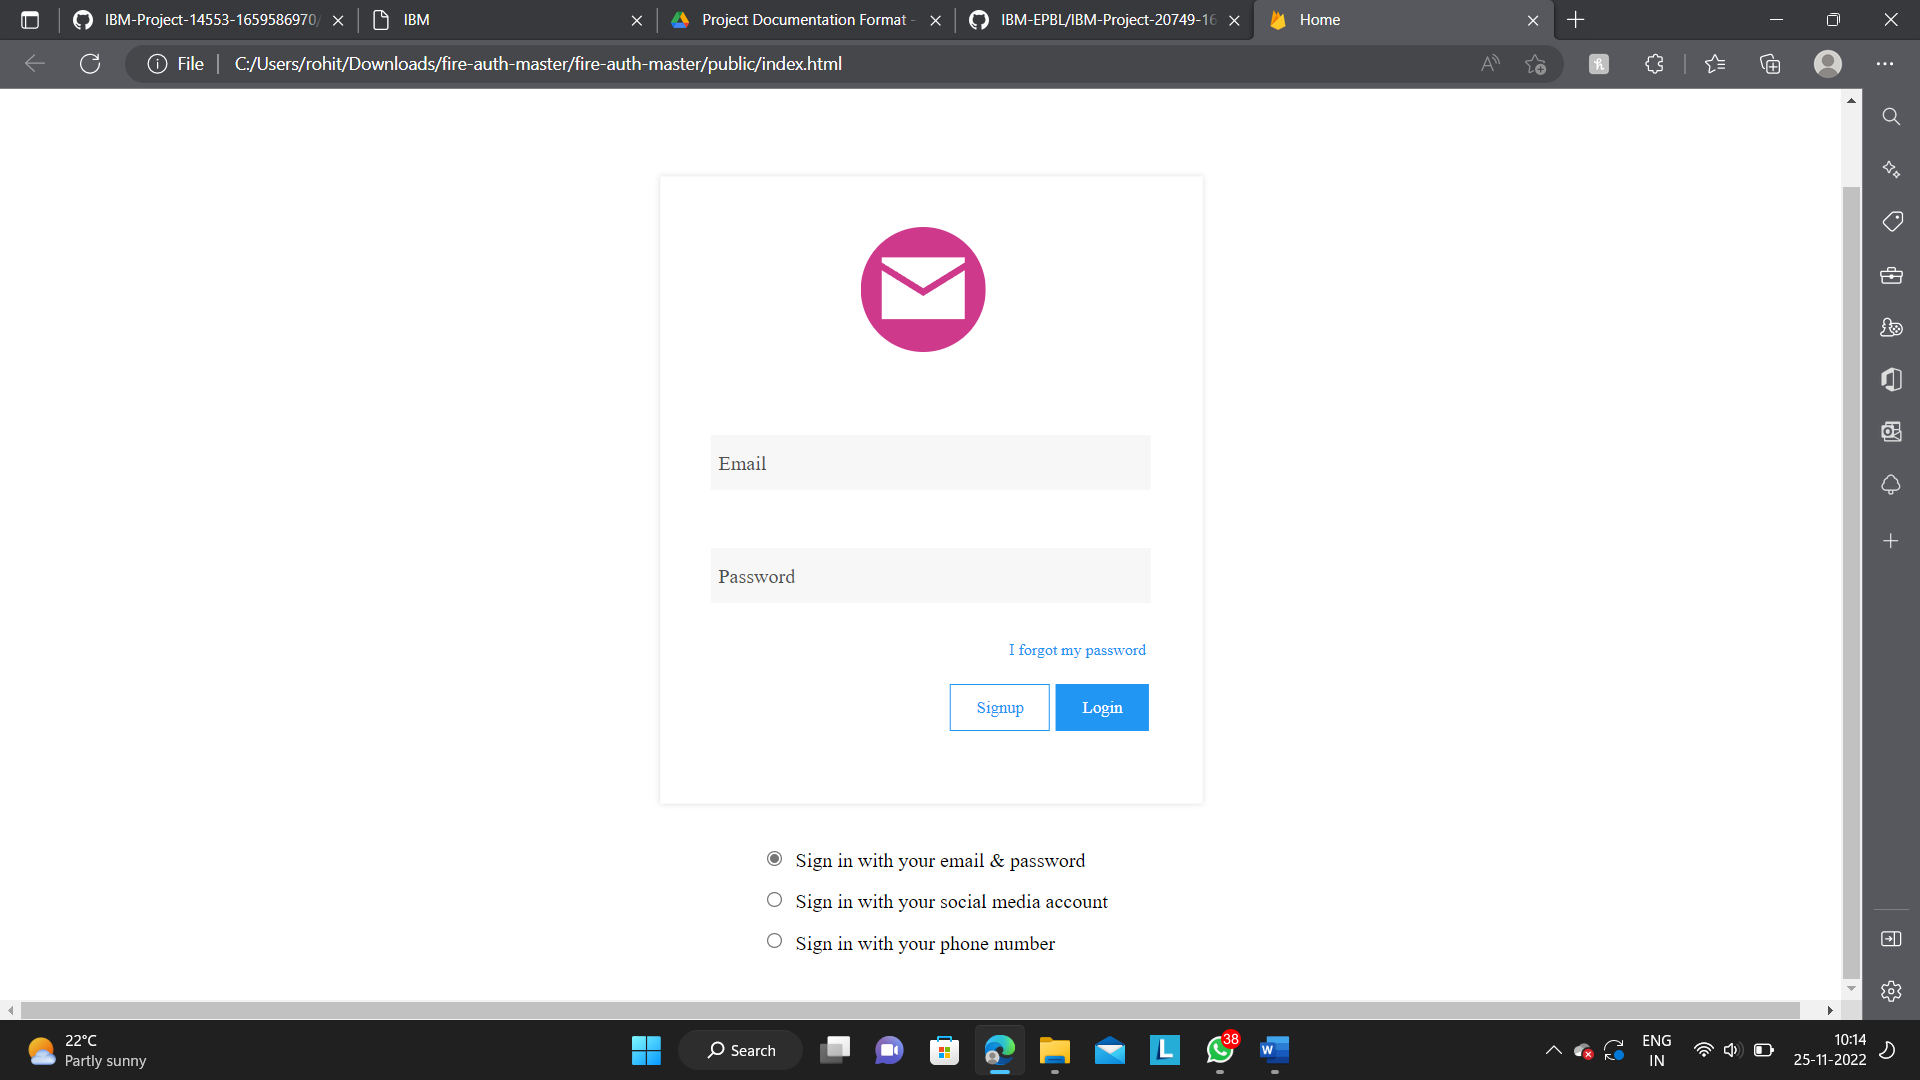 IBM-Project-14553-1659586970/
IBM
Project Documentation Format -
IBM-EPBL/IBM-Project-20749-16
Home
File
C:/Users/rohit/Downloads/fire-auth-master/fire-auth-master/public/index.html
Email
Password
I forgot my password
Signup
Login
Sign in with your email & password
Sign in with your social media account
Sign in with your phone number
22°C
Partly sunny
Search
38
ENG
IN
10:14
25-11-2022